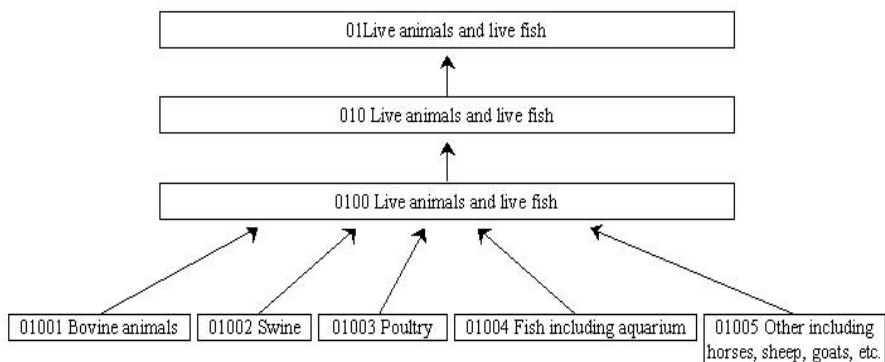 01Live animals and live fish
010 Live animals and live fish
0100 Live animals and live fish
01001 Bovine animals
01002 Swine
01003 Poultry
01004 Fish including aquarium
01005 Other including
horses, sheep, goats, etc.